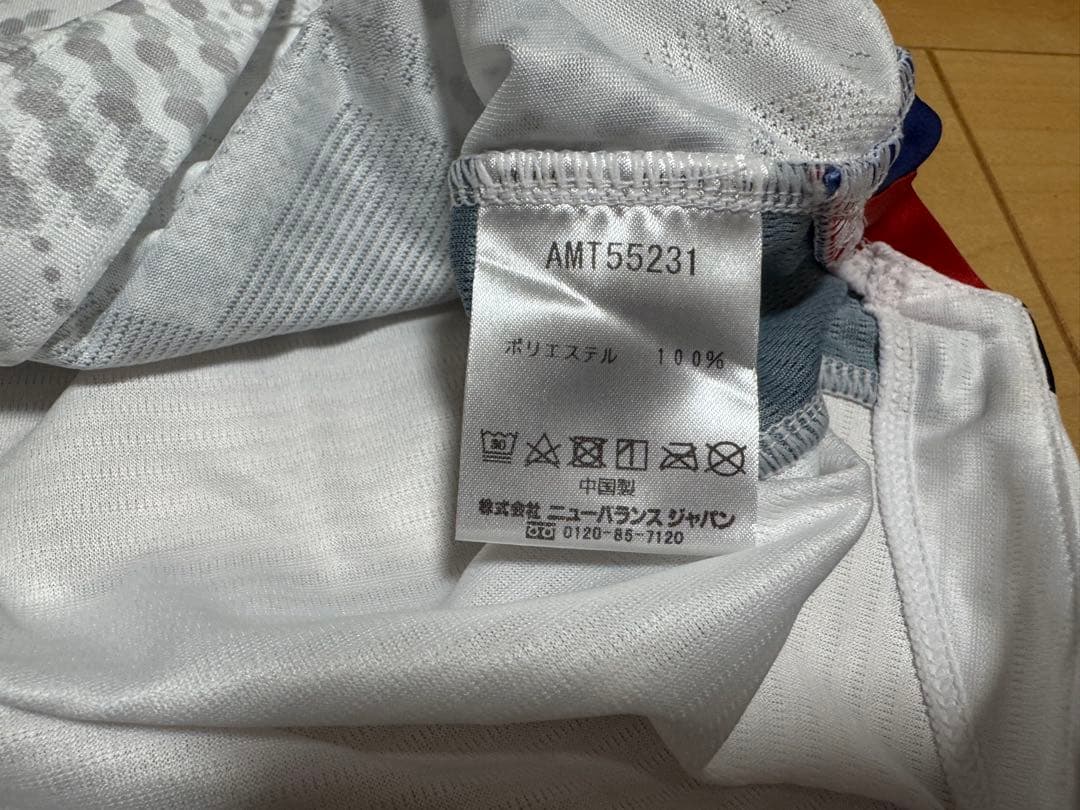 AMT55231
ポリエステル 100%
中国製
株式会社 ニューバランス ジャパン
0120-85-7120